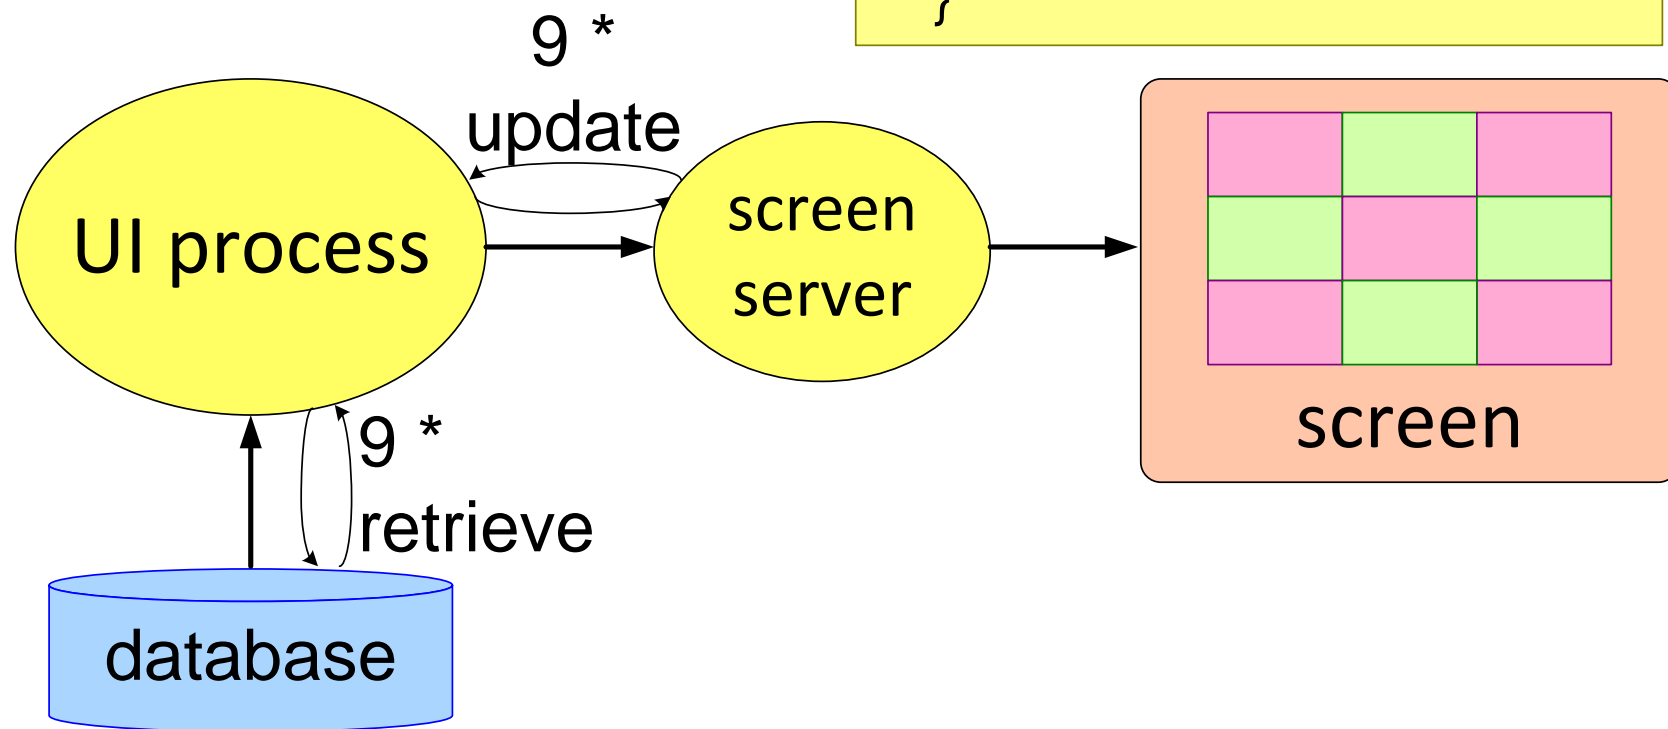 }
9 *
update
UI process
screen
server
screen
9 *
retrieve
database